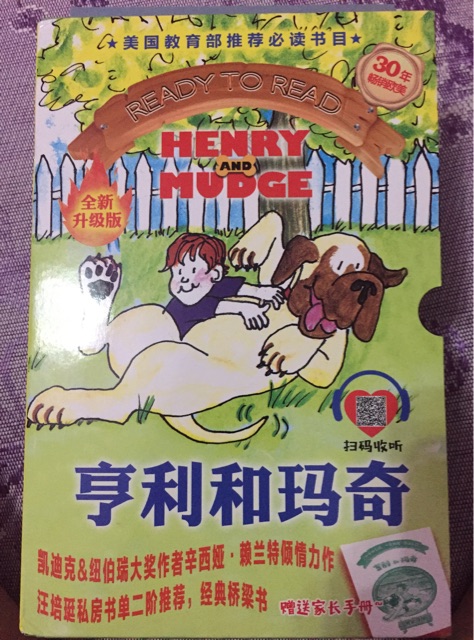 ★美国教育部推荐必读书目★
30年
畅销欧美
READY TO READ
HENRY
AND
MUDGE
全新
升级版
扫码收听
亨利和玛奇
凯迪克&纽伯瑞大奖作者辛西娅·赖兰特倾情力作
汪培珽私房书单二阶推荐，经典桥梁书
赠送家长手册~